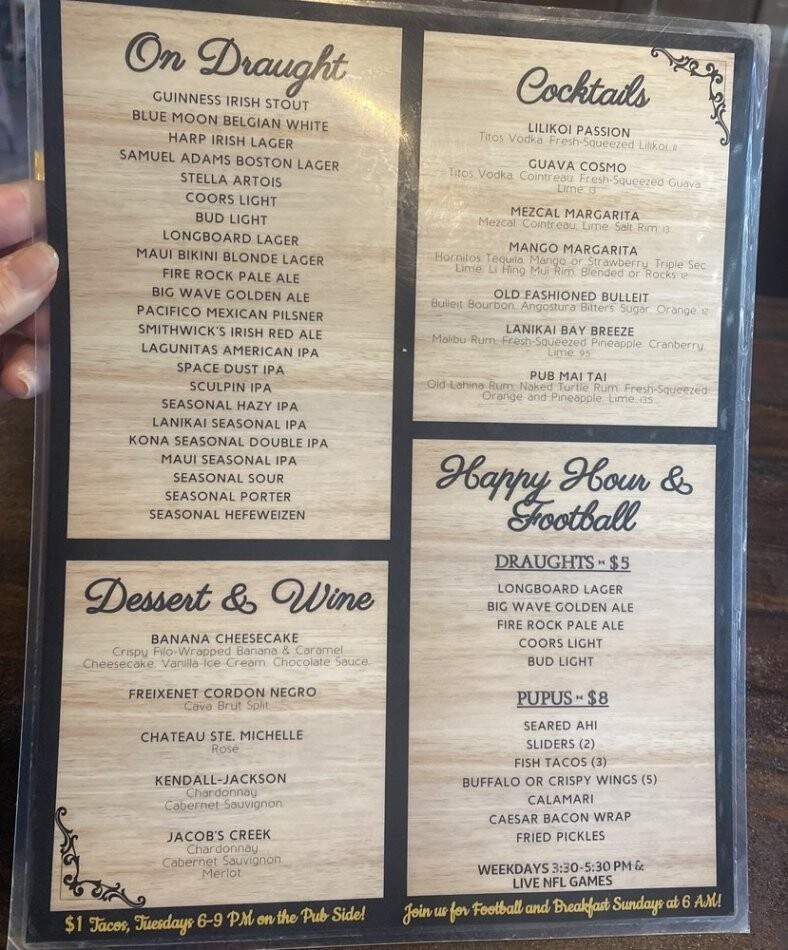 On Draught
GUINNESS IRISH STOUT
BLUE MOON BELGIAN WHITE
HARP IRISH LAGER
SAMUEL ADAMS BOSTON LAGER
STELLA ARTOIS
COORS LIGHT
BUD LIGHT
LONGBOARD LAGER
MAUI BIKINI BLONDE LAGER
FIRE ROCK PALE ALE
BIG WAVE GOLDEN ALE
PACIFICO MEXICAN PILSNER
SMITHWICK'S IRISH RED ALE
LAGUNITAS AMERICAN IPA
SPACE DUST IPA
SCULPIN IPA
SEASONAL HAZY IPA
LANIKAI SEASONAL IPA
KONA SEASONAL DOUBLE IPA
MAUI SEASONAL IPA
SEASONAL SOUR
SEASONAL PORTER
SEASONAL HEFEWEIZEN
Dessert & Wine
BANANA CHEESECAKE
Crispy Filo-Wrapped Banana & Caramel
Cheesecake, Vanilla Ice Cream, Chocolate Sauce
FREIXENET CORDON NEGRO
Cava Brut Split
CHATEAU STE. MICHELLE
Rosé
KENDALL-JACKSON
Chardonnay
Cabernet Sauvignon
JACOB'S CREEK
Chardonnay
Cabernet Sauvignon
Merlot
$1 Tacos, Tuesdays 6-9 PM on the Pub Side!
Cocktails
LILIKOI PASSION
Titos Vodka, Fresh-Squeezed Lilikoi 11
GUAVA COSMO
Titos Vodka, Cointreau, Fresh-Squeezed Guava,
Lime 13
MEZCAL MARGARITA
Mezcal, Cointreau, Lime, Salt Rim 13
MANGO MARGARITA
Hornitos Tequila, Mango or Strawberry, Triple Sec,
Lime, Li Hing Mui Rim, Blended or Rocks 12
OLD FASHIONED BULLEIT
Bulleit Bourbon, Angostura Bitters, Sugar, Orange 12
LANIKAI BAY BREEZE
Malibu Rum, Fresh-Squeezed Pineapple, Cranberry,
Lime 9.5
PUB MAI TAI
Old Lahina Rum, Naked Turtle Rum, Fresh-Squeezed
Orange and Pineapple, Lime 13.5
Happy Hour &
Football
DRAUGHTS - $5
LONGBOARD LAGER
BIG WAVE GOLDEN ALE
FIRE ROCK PALE ALE
COORS LIGHT
BUD LIGHT
PUPUS - $8
SEARED AHI
SLIDERS (2)
FISH TACOS (3)
BUFFALO OR CRISPY WINGS (5)
CALAMARI
CAESAR BACON WRAP
FRIED PICKLES
WEEKDAYS 3:30-5:30 PM &
LIVE NFL GAMES
Join us for Football and Breakfast Sundays at 6 AM!